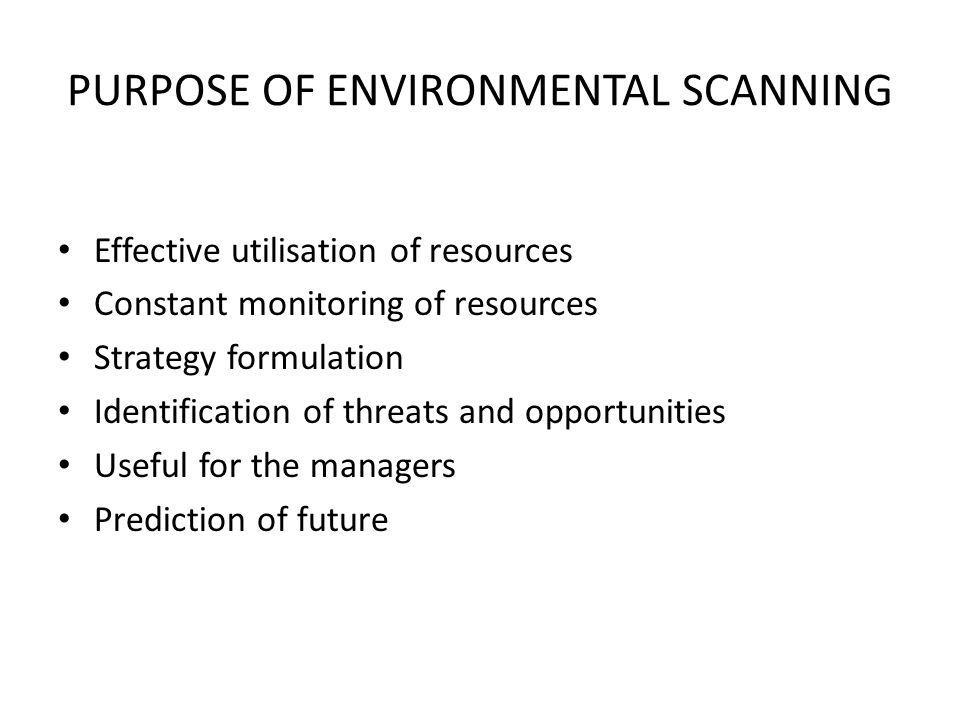 PURPOSE OF ENVIRONMENTAL SCANNING
• Effective utilisation of resources
• Constant monitoring of resources
• Strategy formulation
• Identification of threats and opportunities
• Useful for the managers
• Prediction of future